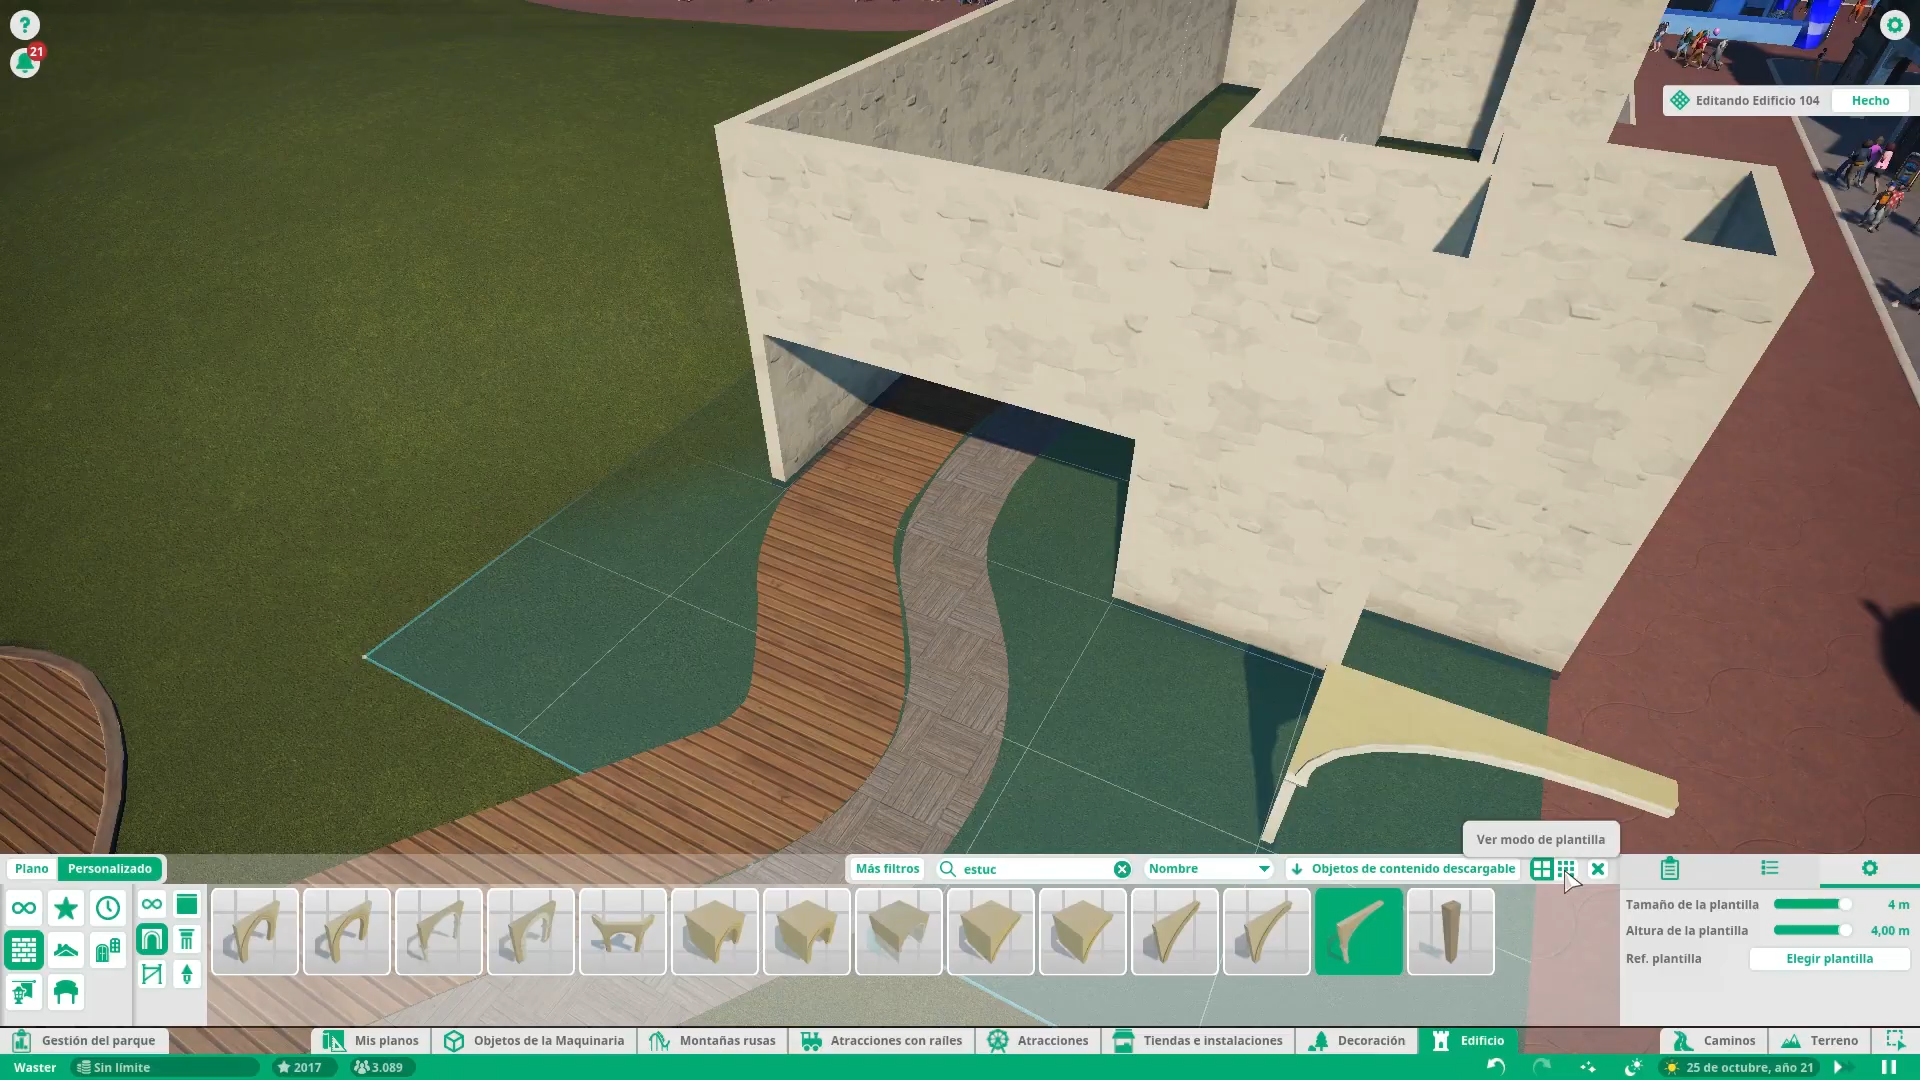 ?
21
Editando Edificio 104
Hecho
Ver modo de plantilla
Plano
Personalizado
Más filtros
estuc
Nombre
Objetos de contenido descargable
Tamaño de la plantilla
4 m
Altura de la plantilla
4,00 m
Ref. plantilla
Elegir plantilla
Gestión del parque
Mis planos
Objetos de la Maquinaria
Montañas rusas
Atracciones con raíles
Atracciones
Tiendas e instalaciones
Decoración
Edificio
Caminos
Terreno
Waster
Sin límite
2017
3.089
25 de octubre, año 21